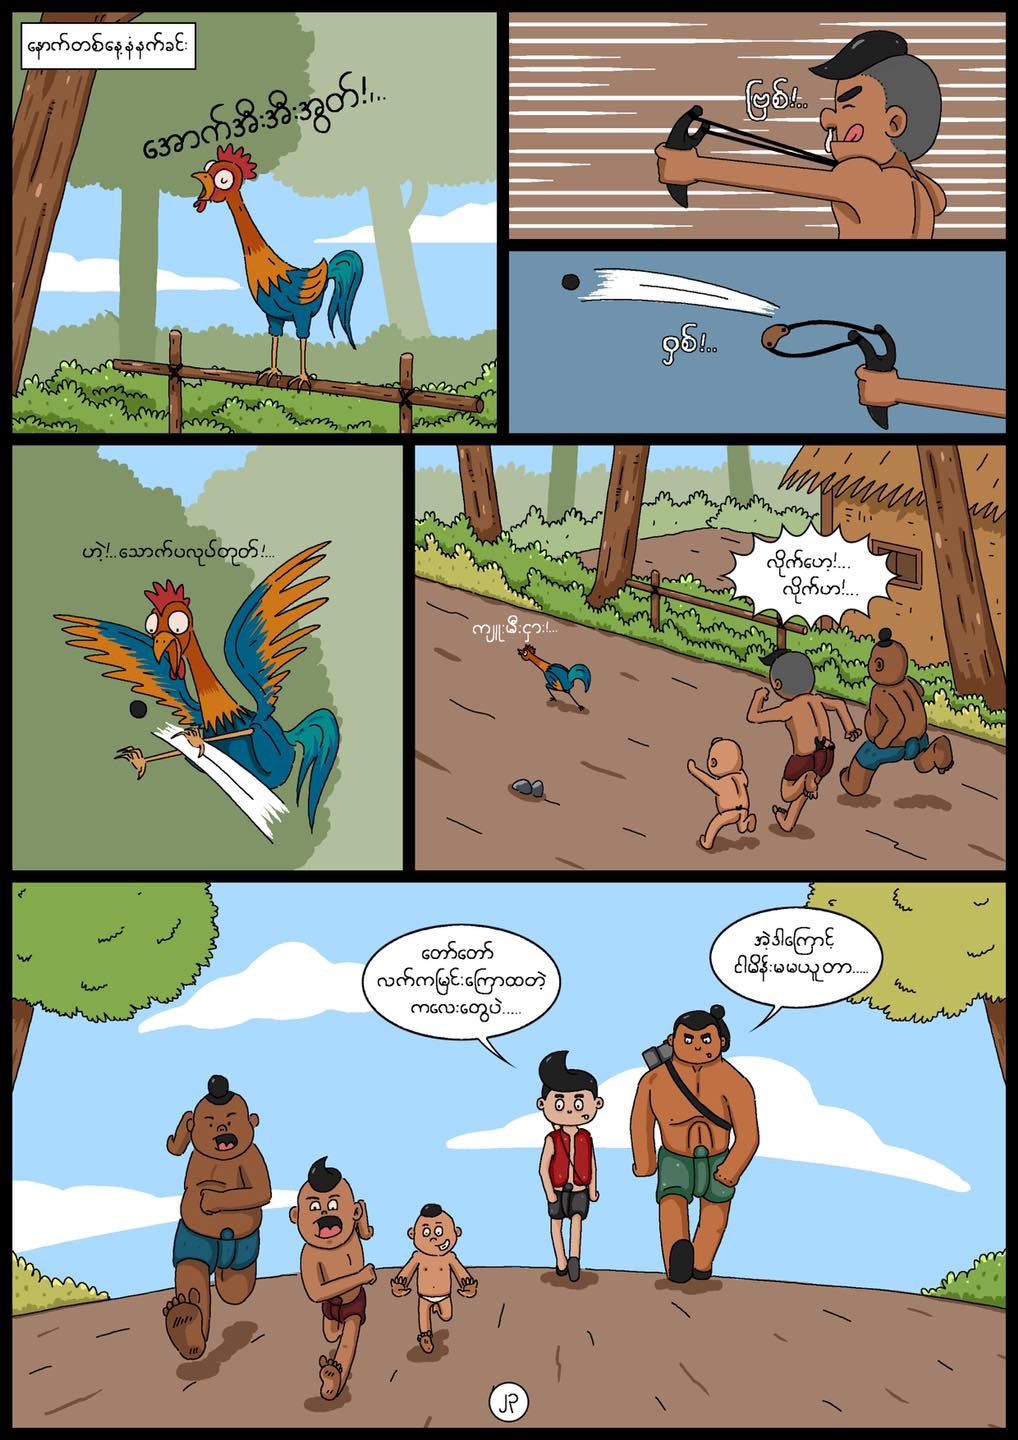 နောက်တစ်နေ့နံနက်ခင်း
အောက်အီးအီးအွတ်!...
ဗြစ်!..
ဝှစ်!..
ဟဲ့!..သောက်ပလုပ်တုတ်!...
လိုက်ဟေ့!...
လိုက်ဟ!...
ကျူးမီးငှား!...
တော်တော်
လက်ကမြင်းကြောထတဲ့
ကလေးတွေပဲ.....
အဲ့ဒါကြောင့်
ငါမိန်းမမယူတာ.....
၂၃